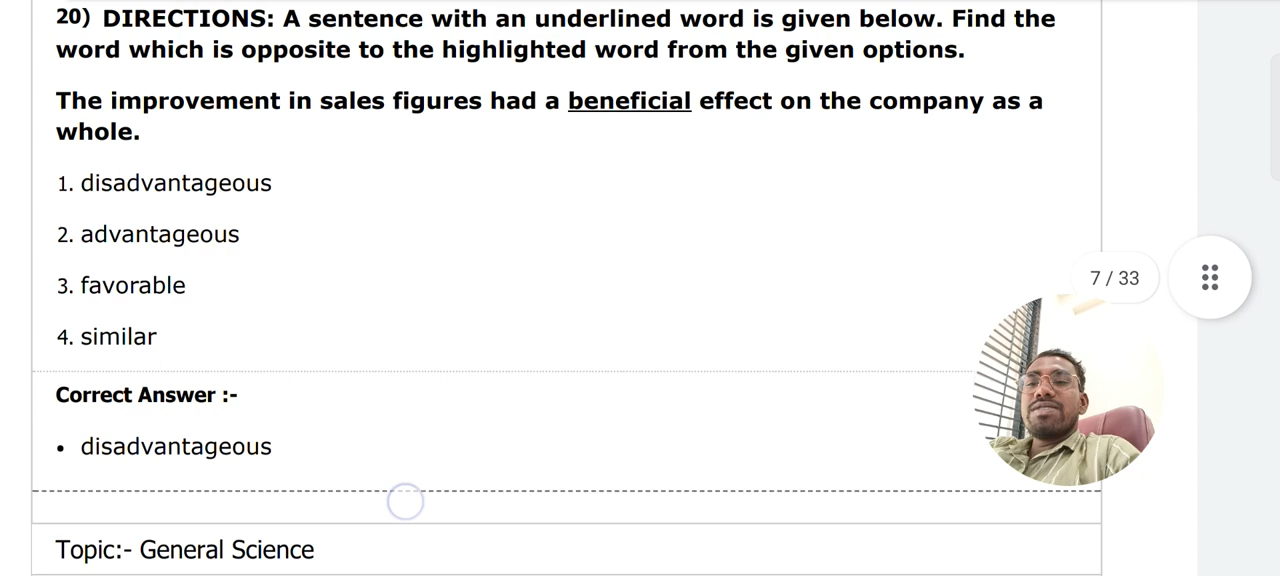 20) DIRECTIONS: A sentence with an underlined word is given below. Find the
word which is opposite to the highlighted word from the given options.
The improvement in sales figures had a beneficial effect on the company as a
whole.
1. disadvantageous
2. advantageous
3. favorable
4. similar
7 / 33
Correct Answer :-
• disadvantageous
Topic:- General Science